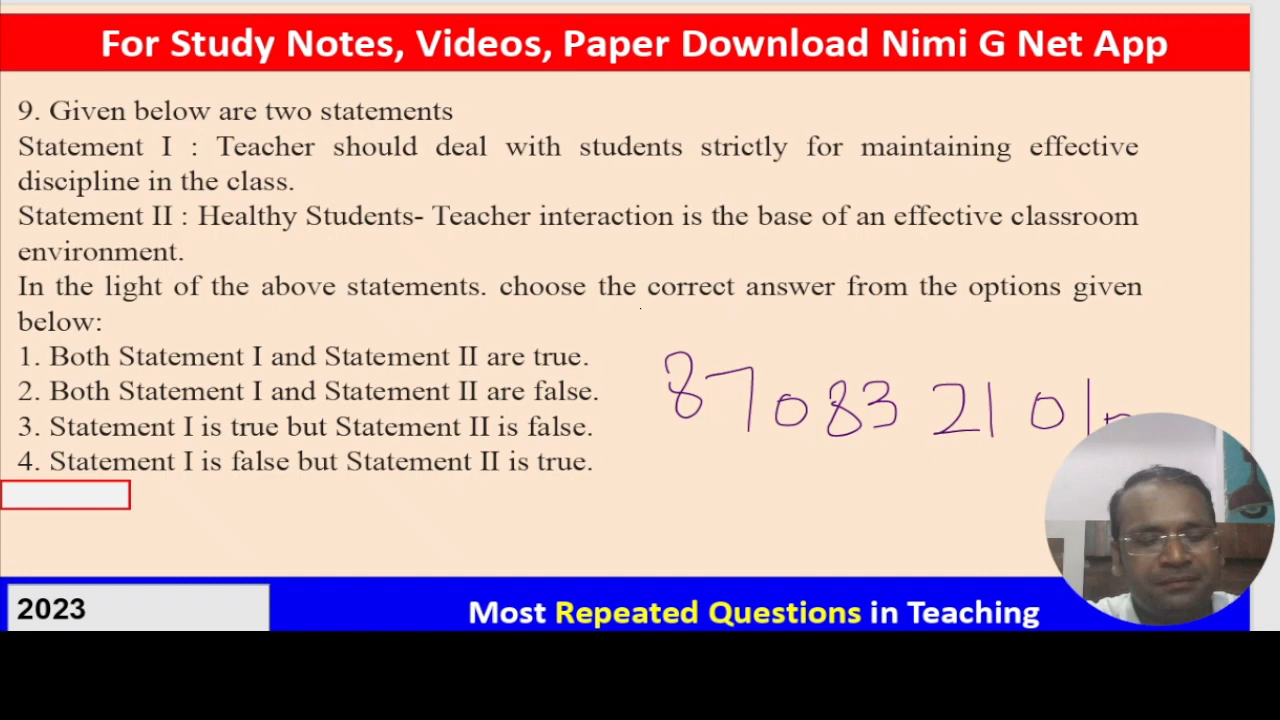 For Study Notes, Videos, Paper Download Nimi G Net App
9. Given below are two statements
Statement I : Teacher should deal with students strictly for maintaining effective
discipline in the class.
Statement II : Healthy Students- Teacher interaction is the base of an effective classroom
environment.
In the light of the above statements. choose the correct answer from the options given
below:
1. Both Statement I and Statement II are true.
2. Both Statement I and Statement II are false.
3. Statement I is true but Statement II is false.
4. Statement I is false but Statement II is true.
87083 21 01
2023
Most Repeated Questions in Teaching